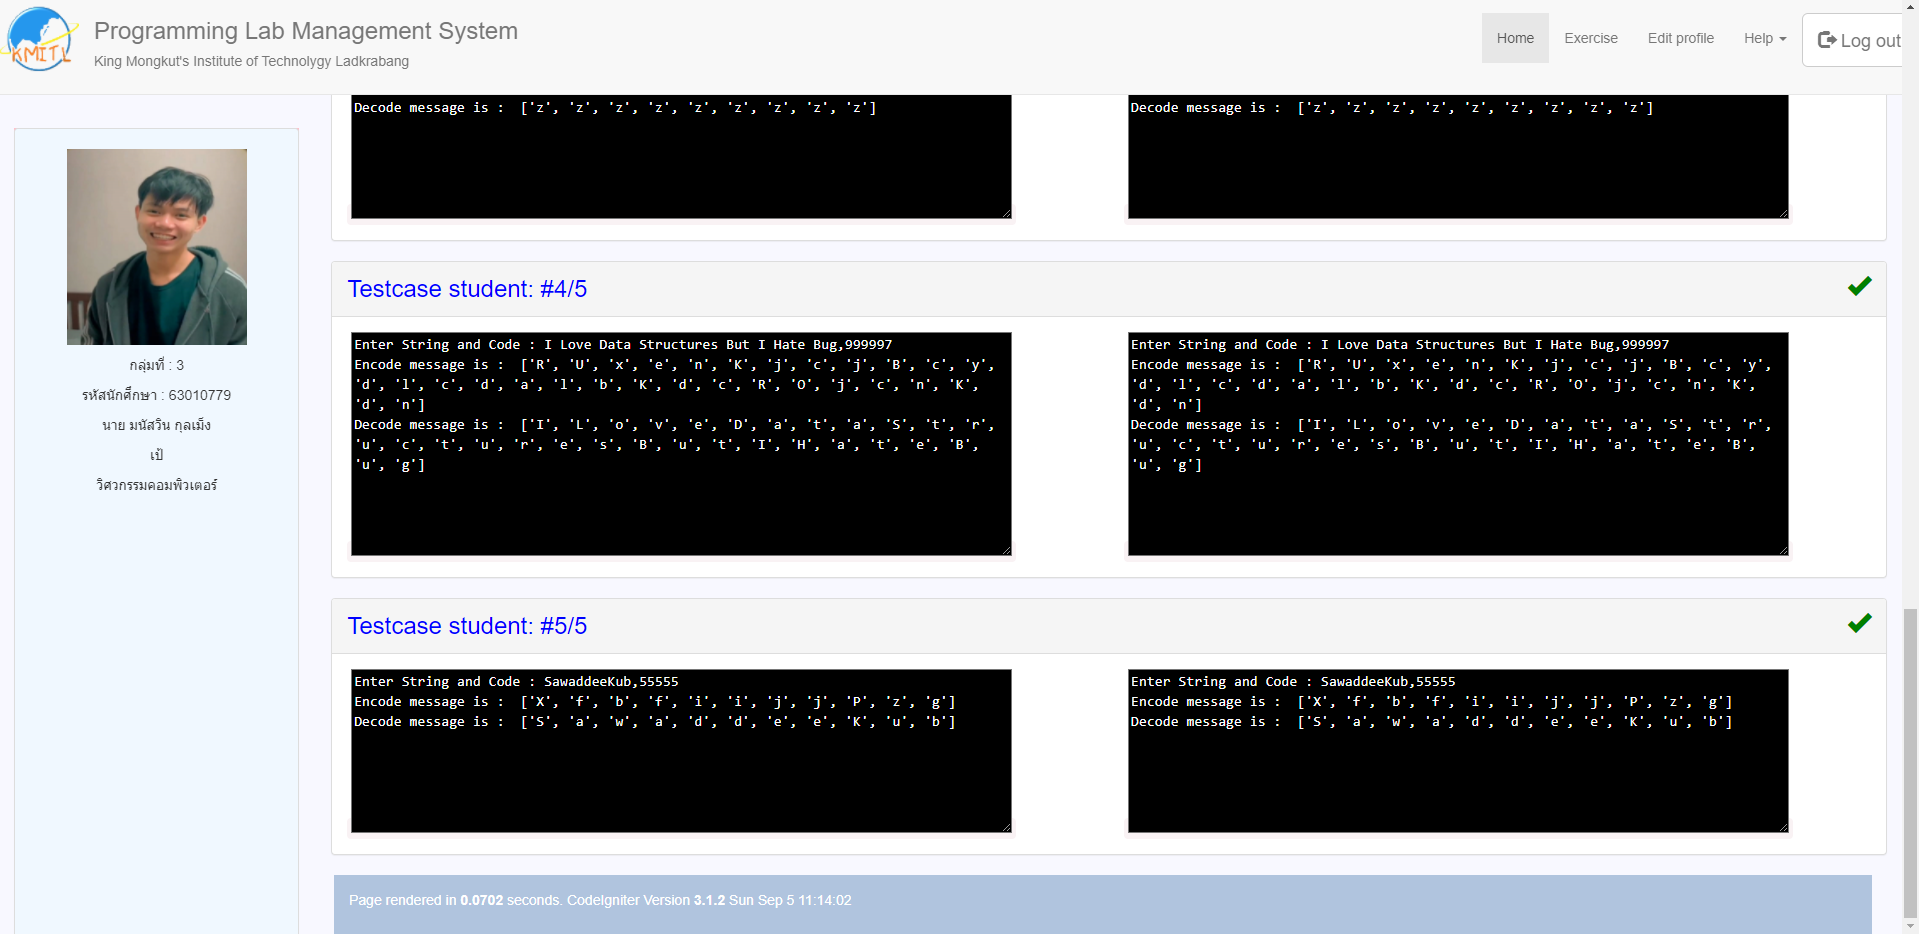 KMITL
Programming Lab Management System
King Mongkut's Institute of Technolygy Ladkrabang
Home Exercise Edit profile Help Log out
กลุ่มที่ : 3
รหัสนักศึกษา : 63010779
นาย มนัสวิน กุลเม็ง
เป้
วิศวกรรมคอมพิวเตอร์
Decode message is :  ['z', 'z', 'z', 'z', 'z', 'z', 'z', 'z', 'z']
Decode message is :  ['z', 'z', 'z', 'z', 'z', 'z', 'z', 'z', 'z']
Testcase student: #4/5
Enter String and Code : I Love Data Structures But I Hate Bug,999997
Encode message is :  ['R', 'U', 'x', 'e', 'n', 'K', 'j', 'c', 'j', 'B', 'c', 'y',
'd', 'l', 'c', 'd', 'a', 'l', 'b', 'K', 'd', 'c', 'R', 'O', 'j', 'c', 'n', 'K',
'd', 'n']
Decode message is :  ['I', 'L', 'o', 'v', 'e', 'D', 'a', 't', 'a', 'S', 't', 'r',
'u', 'c', 't', 'u', 'r', 'e', 's', 'B', 'u', 't', 'I', 'H', 'a', 't', 'e', 'B',
'u', 'g']
Enter String and Code : I Love Data Structures But I Hate Bug,999997
Encode message is :  ['R', 'U', 'x', 'e', 'n', 'K', 'j', 'c', 'j', 'B', 'c', 'y',
'd', 'l', 'c', 'd', 'a', 'l', 'b', 'K', 'd', 'c', 'R', 'O', 'j', 'c', 'n', 'K',
'd', 'n']
Decode message is :  ['I', 'L', 'o', 'v', 'e', 'D', 'a', 't', 'a', 'S', 't', 'r',
'u', 'c', 't', 'u', 'r', 'e', 's', 'B', 'u', 't', 'I', 'H', 'a', 't', 'e', 'B',
'u', 'g']
Testcase student: #5/5
Enter String and Code : SawaddeeKub,55555
Encode message is :  ['X', 'f', 'b', 'f', 'i', 'i', 'j', 'j', 'P', 'z', 'g']
Decode message is :  ['S', 'a', 'w', 'a', 'd', 'd', 'e', 'e', 'K', 'u', 'b']
Enter String and Code : SawaddeeKub,55555
Encode message is :  ['X', 'f', 'b', 'f', 'i', 'i', 'j', 'j', 'P', 'z', 'g']
Decode message is :  ['S', 'a', 'w', 'a', 'd', 'd', 'e', 'e', 'K', 'u', 'b']
Page rendered in 0.0702 seconds. CodeIgniter Version 3.1.2 Sun Sep 5 11:14:02